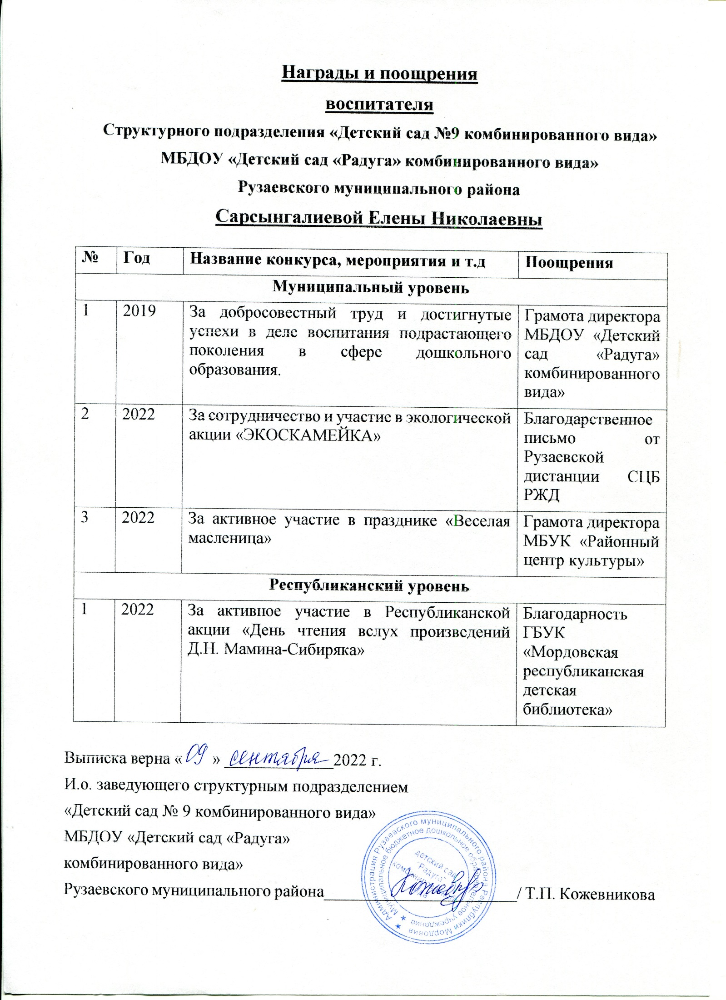 Награды и поощрения
воспитателя
Структурного подразделения «Детский сад №9 комбинированного вида»
МБДОУ «Детский сад «Радуга» комбинированного вида»
Рузаевского муниципального района
Сарсынгалиевой Елены Николаевны
№ Год Название конкурса, мероприятия и т.д Поощрения
Муниципальный уровень
1 2019 За добросовестный труд и достигнутые
успехи в деле воспитания подрастающего
поколения в сфере дошкольного
образования.
Грамота директора
МБДОУ «Детский
сад «Радуга»
комбинированного
вида»
2 2022 За сотрудничество и участие в экологической
акции «ЭКОСКАМЕЙКА»
Благодарственное
письмо от
Рузаевской
дистанции СЦБ
РЖД
3 2022 За активное участие в празднике «Веселая
масленица»
Грамота директора
МБУК «Районный
центр культуры»
Республиканский уровень
1 2022 За активное участие в Республиканской
акции «День чтения вслух произведений
Д.Н. Мамина-Сибиряка»
Благодарность
ГБУК
«Мордовская
республиканская
детская
библиотека»
Выписка верна «09» сентября 2022 г.
И.о. заведующего структурным подразделением
«Детский сад № 9 комбинированного вида»
МБДОУ «Детский сад «Радуга»
комбинированного вида»
Рузаевского муниципального района / Т.П. Кожевникова
Администрация Рузаевского муниципального района Республики Мордовия
Муниципальное бюджетное дошкольное образовательное учреждение
детский сад
"Радуга"
комбинированного
вида